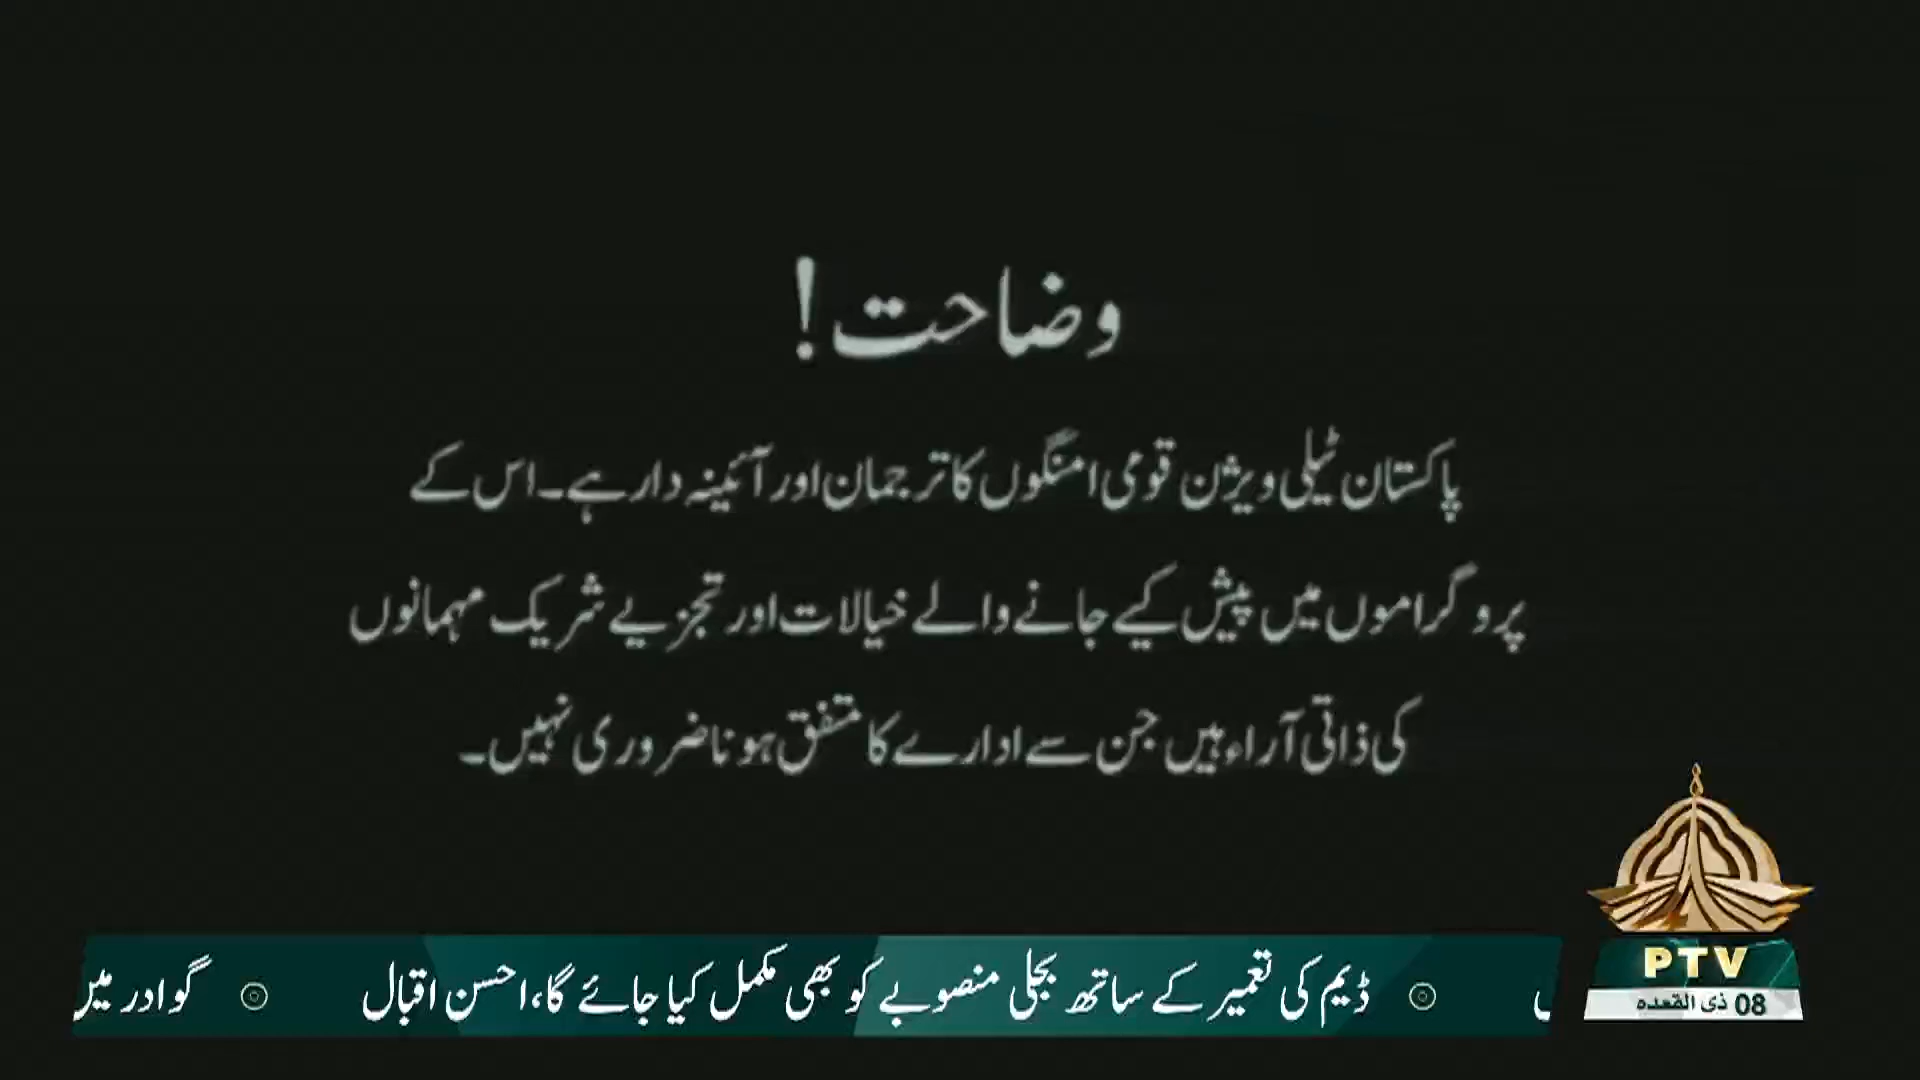 وضاحت!
پاکستان ٹیلی ویژن قومی امنگوں کا ترجمان اور آئینہ دار ہے۔ اس کے
پروگراموں میں پیش کیے جانے والے خیالات اور تجزیے شریک مہمانوں
کی ذاتی آراء ہیں جن سے ادارے کا متفق ہونا ضروری نہیں۔
PTV
08 ذی القعدہ
ڈیم کی تعمیر کے ساتھ بجلی منصوبے کو بھی مکمل کیا جائے گا، احسن اقبال ◎ گوادر میں